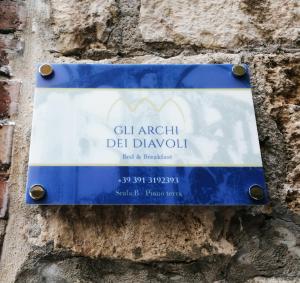 GLI ARCHI
DEI DIAVOLI
Bed & Breakfast
+39 391 3192393
Scala B - Piano terra